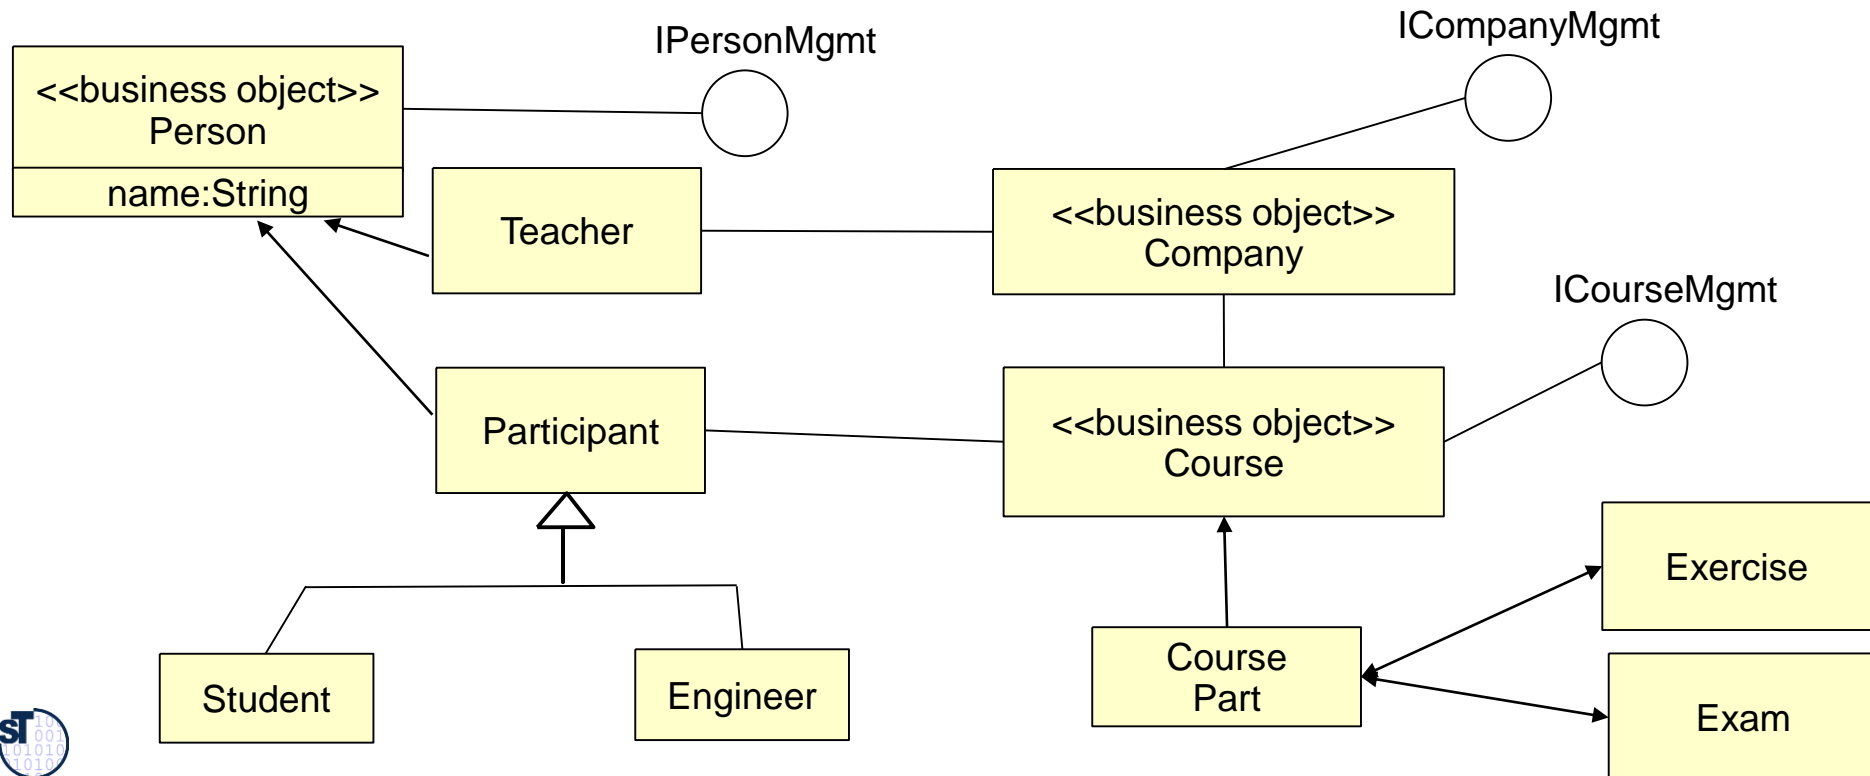 IPersonMgmt
ICompanyMgmt
<<business object>>
Person
name:String
Teacher
<<business object>>
Company
ICourseMgmt
Participant
<<business object>>
Course
Exercise
Student
Engineer
Course
Part
Exam
sT